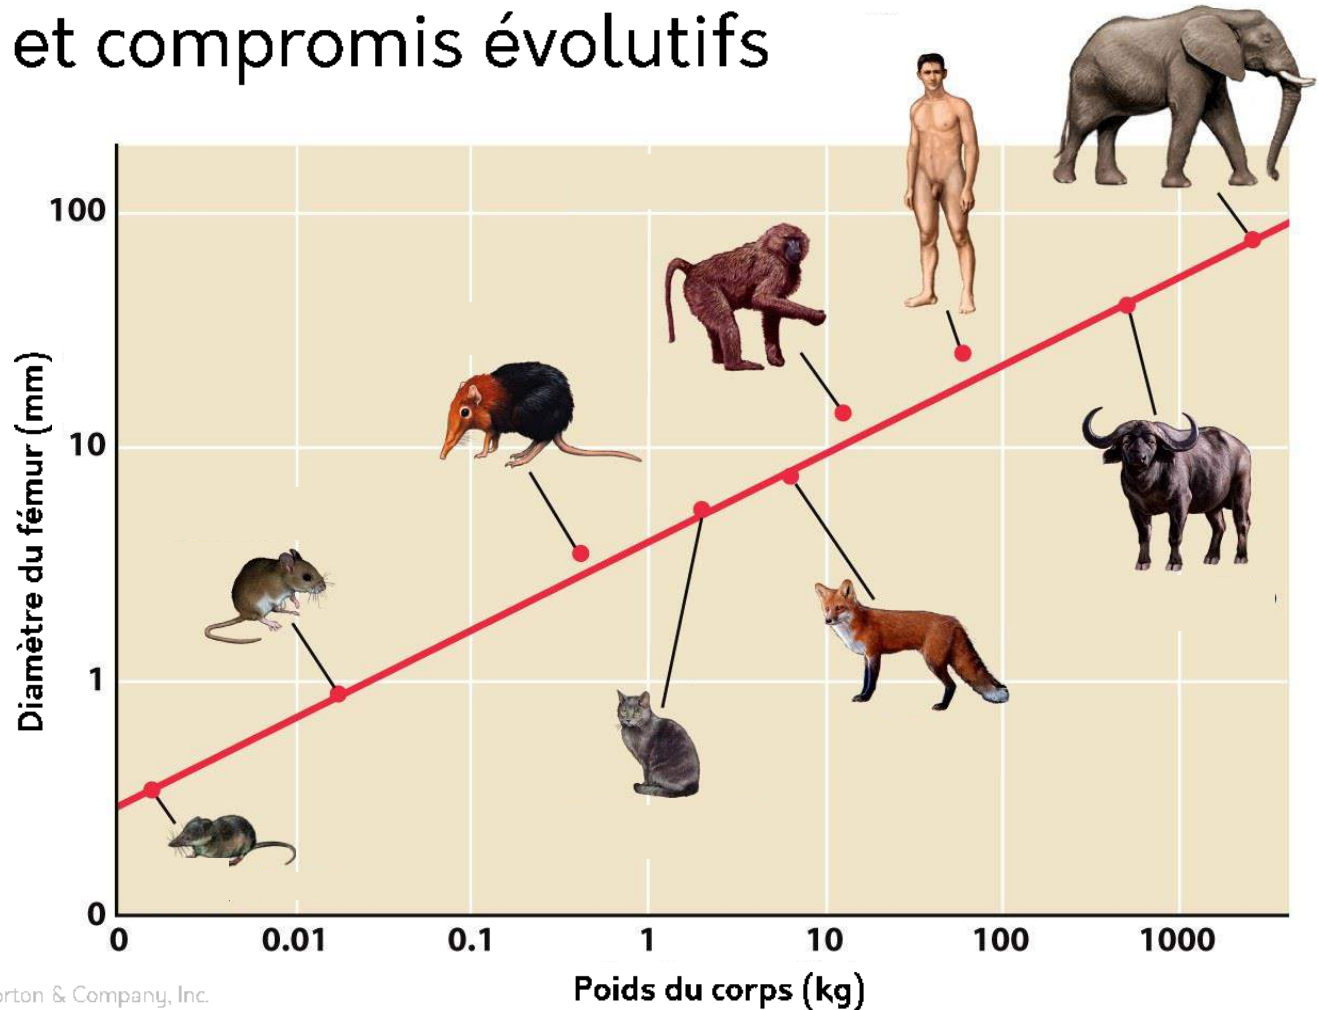 et compromis évolutifs
Diamètre du fémur (mm)
100
10
1
0
0
0.01
0.1
1
10
100
1000
Poids du corps (kg)
orton & Company, Inc.